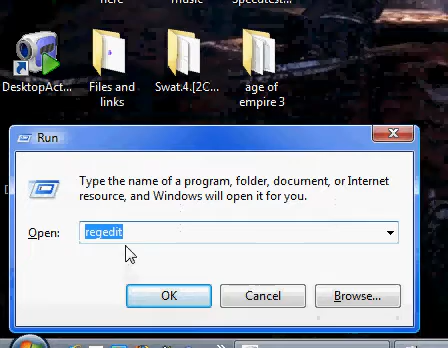 here
music
Speedtest...
DesktopAct...
Files and
links
Swat.4.[2C...
age of
empire 3
Run
Type the name of a program, folder, document, or Internet
resource, and Windows will open it for you.
Open:
regedit
OK
Cancel
Browse...